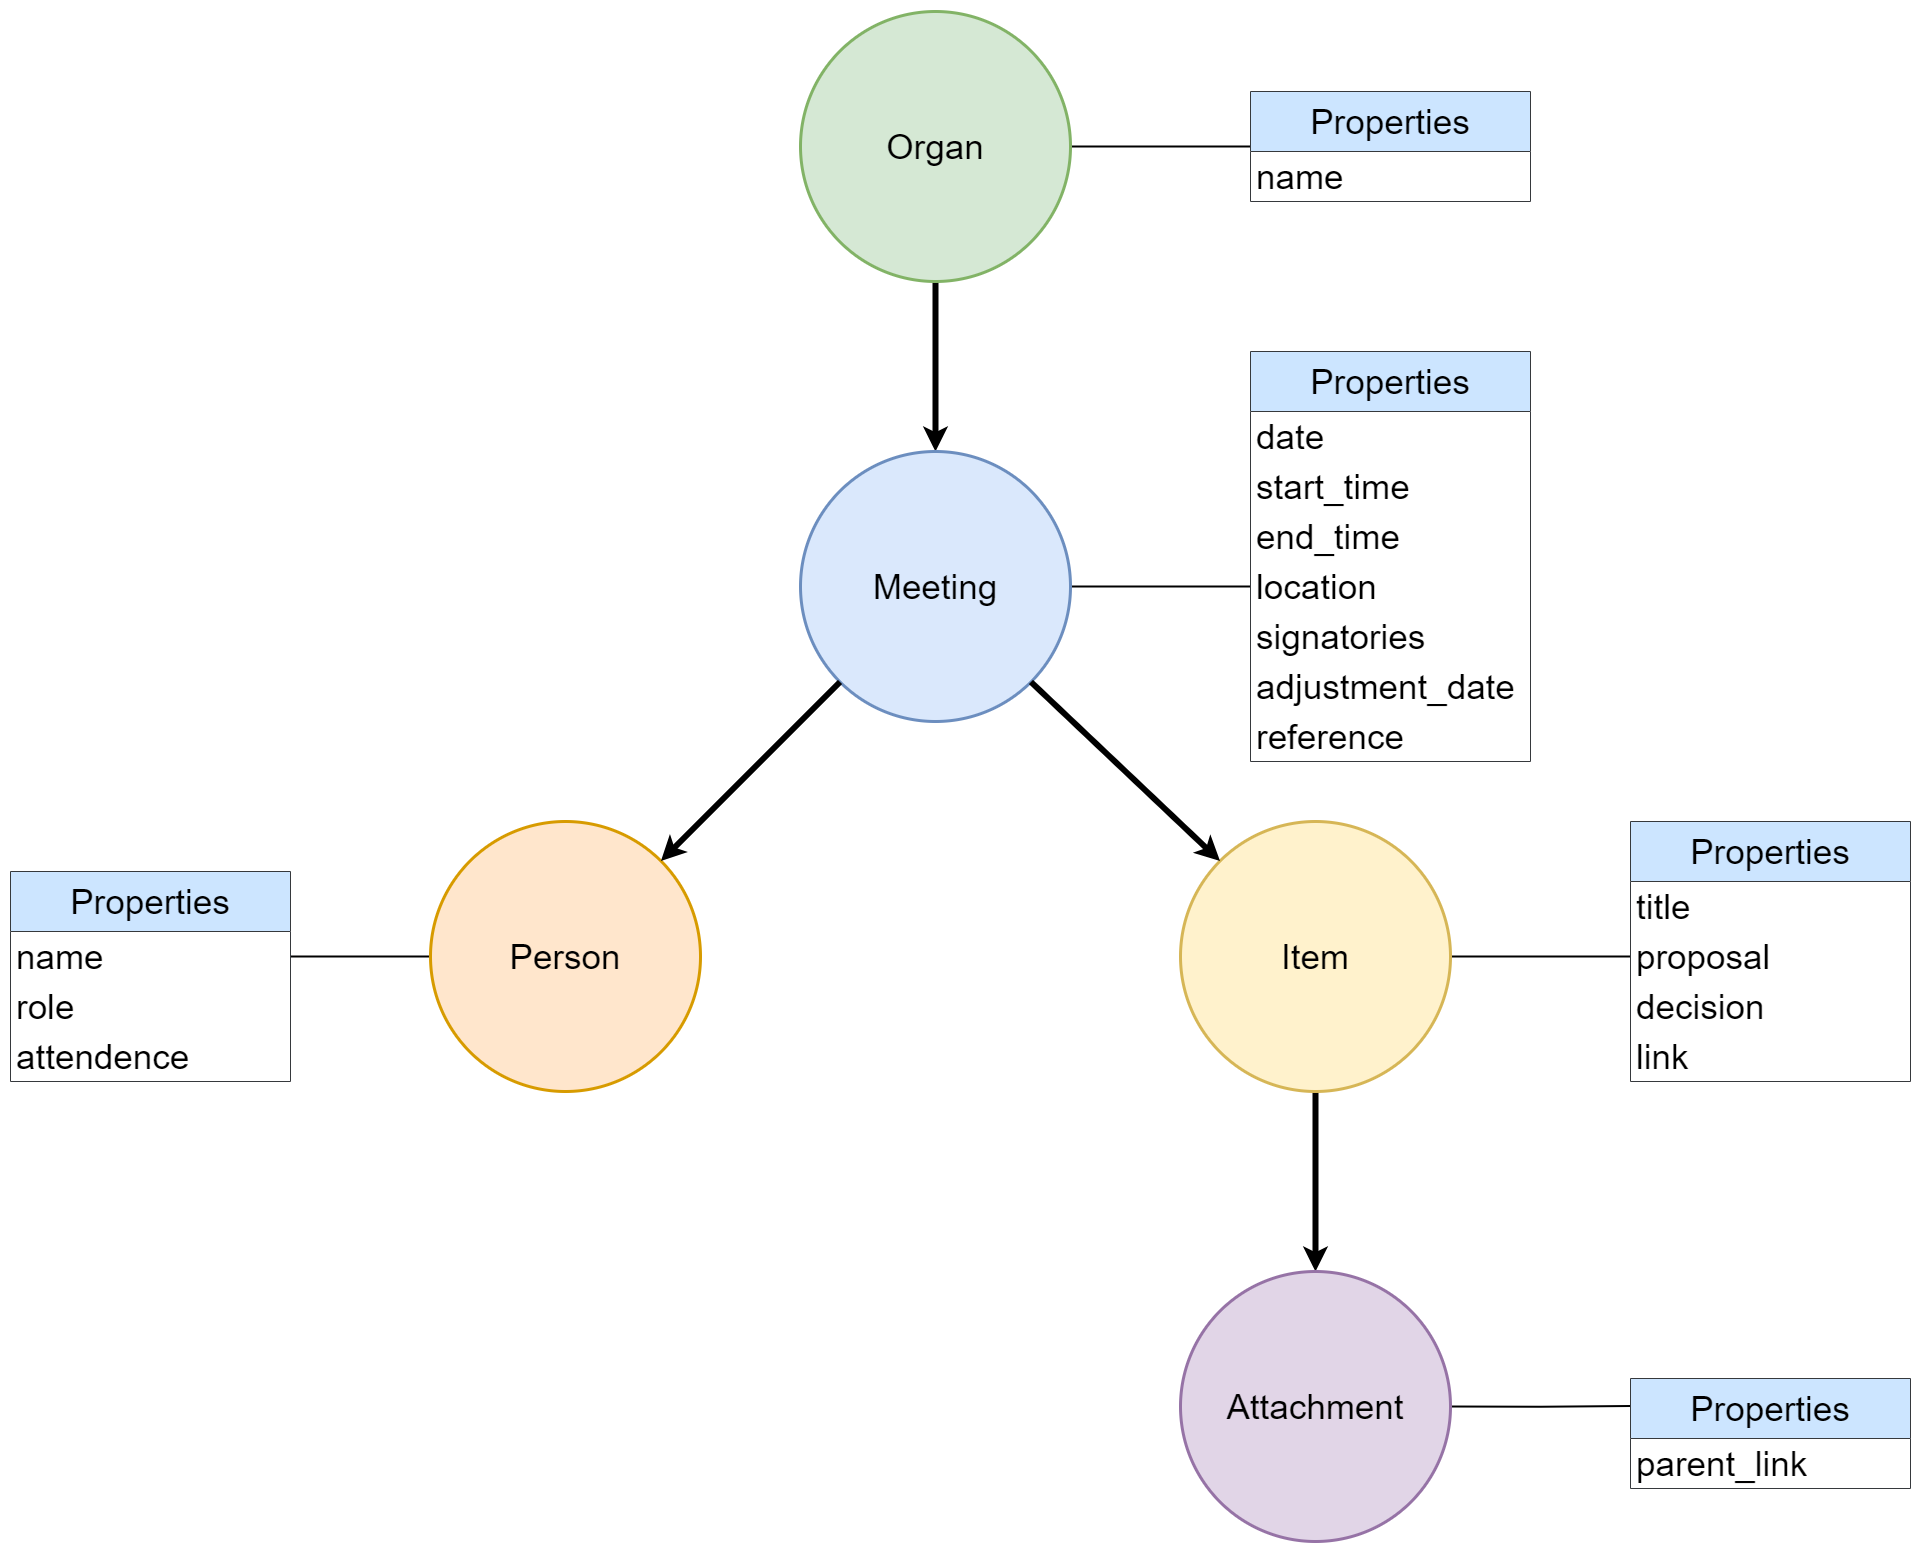 Organ
Properties
name
Meeting
Properties
date
start_time
end_time
location
signatories
adjustment_date
reference
Properties
name
role
attendence
Person
Item
Properties
title
proposal
decision
link
Attachment
Properties
parent_link